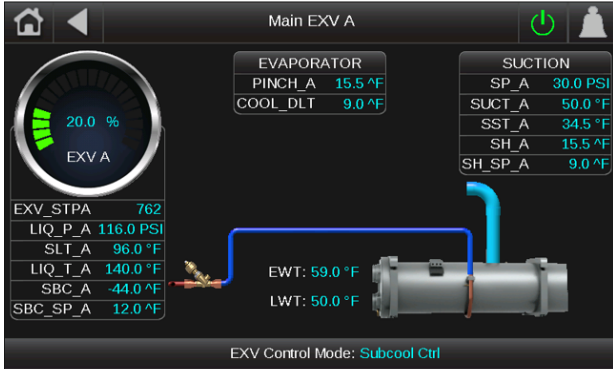 Main EXV A
20.0 %
EXV A
EXV_STPA 762
LIQ_P_A 116.0 PSI
SLT_A 96.0 °F
LIQ_T_A 140.0 °F
SBC_A -44.0 ^F
SBC_SP_A 12.0 ^F
EVAPORATOR
PINCH_A 15.5 ^F
COOL_DLT 9.0 ^F
SUCTION
SP_A 30.0 PSI
SUCT_A 50.0 °F
SST_A 34.5 °F
SH_A 15.5 ^F
SH_SP_A 9.0 ^F
EWT: 59.0 °F
LWT: 50.0 °F
EXV Control Mode: Subcool Ctrl